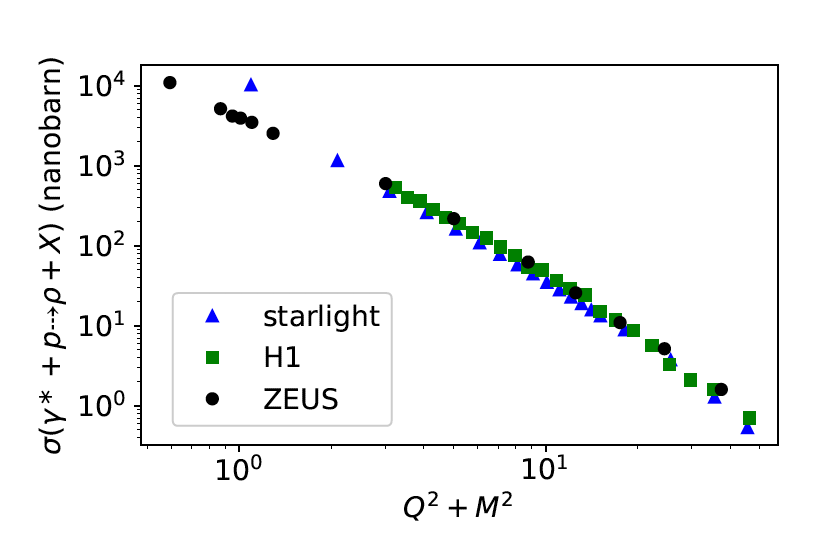 σ(γ* + p⇢ρ + X) (nanobarn)
10⁴
10³
10²
10¹
10⁰
starlight
H1
ZEUS
10⁰ 10¹
Q² + M²